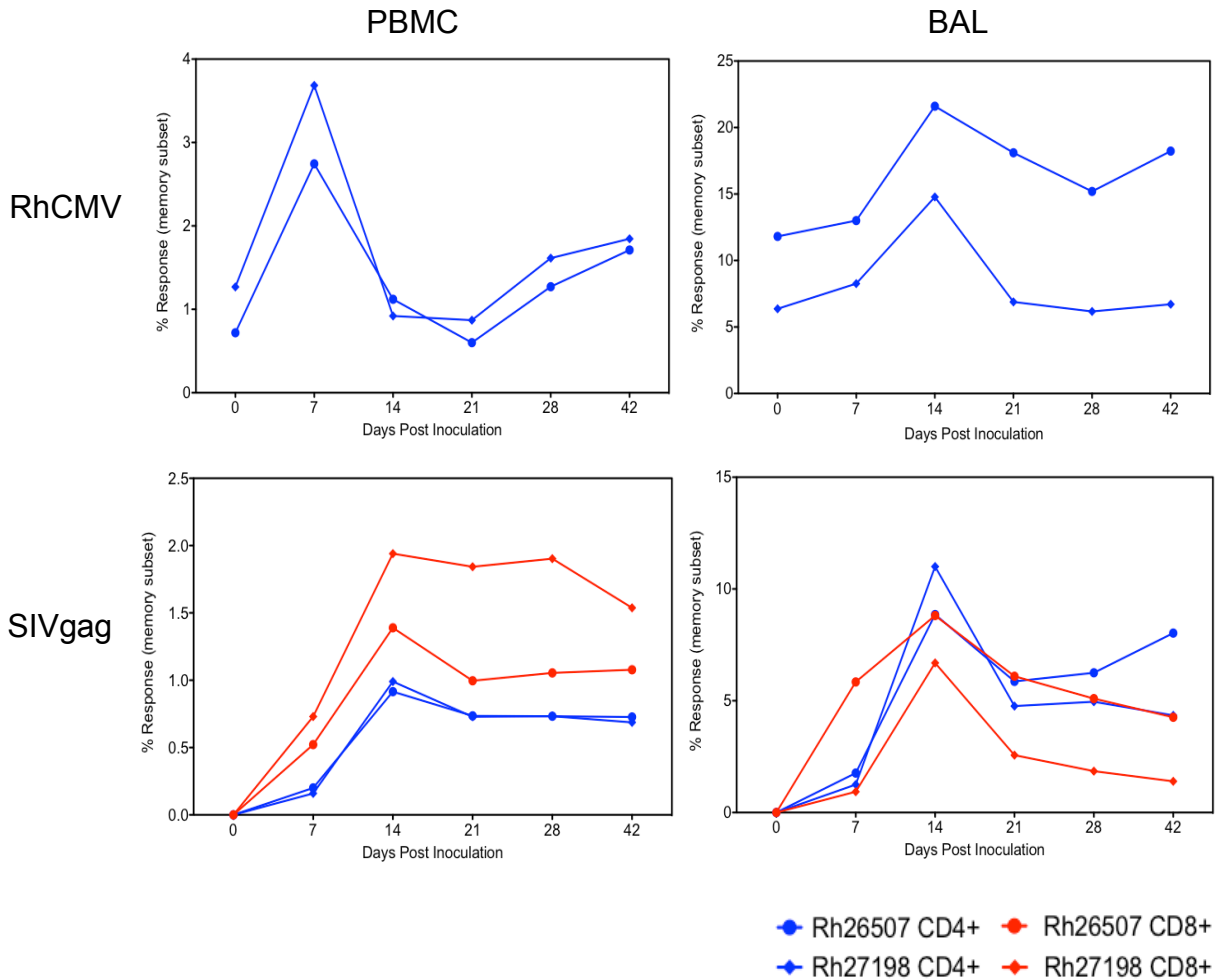 PBMC
BAL
RhCMV
% Response (memory subset)
4
3
2
1
0
0 7 14 21 28 42
Days Post Inoculation
% Response (memory subset)
25
20
15
10
5
0
0 7 14 21 28 42
Days Post Inoculation
SIVgag
% Response (memory subset)
2.5
2.0
1.5
1.0
0.5
0.0
0 7 14 21 28 42
Days Post Inoculation
% Response (memory subset)
15
10
5
0
0 7 14 21 28 42
Days Post Inoculation
Rh26507 CD4+ Rh26507 CD8+
Rh27198 CD4+ Rh27198 CD8+